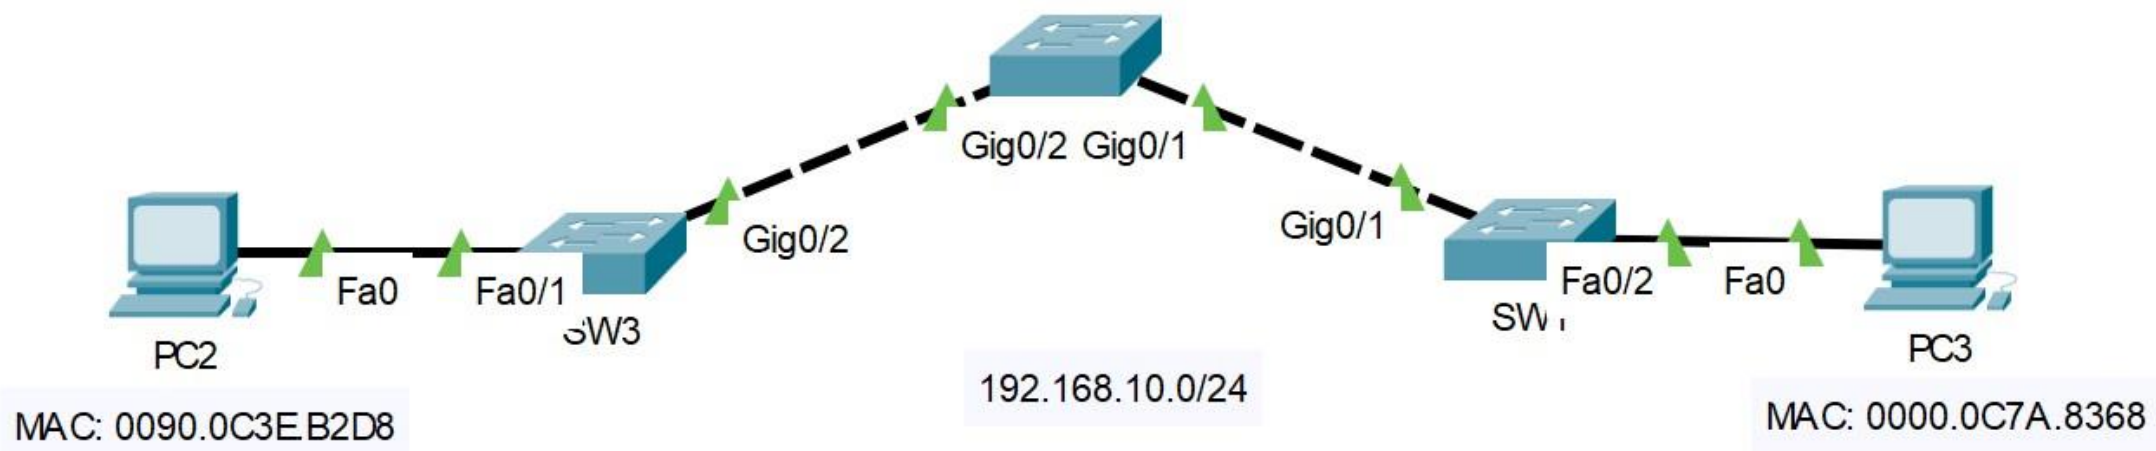 Gig0/2 Gig0/1
Gig0/2
Gig0/1
Fa0
Fa0/1
Fa0/2
Fa0
SW3
PC2
PC3
192.168.10.0/24
MAC: 0090.0C3E.B2D8
MAC: 0000.0C7A.8368